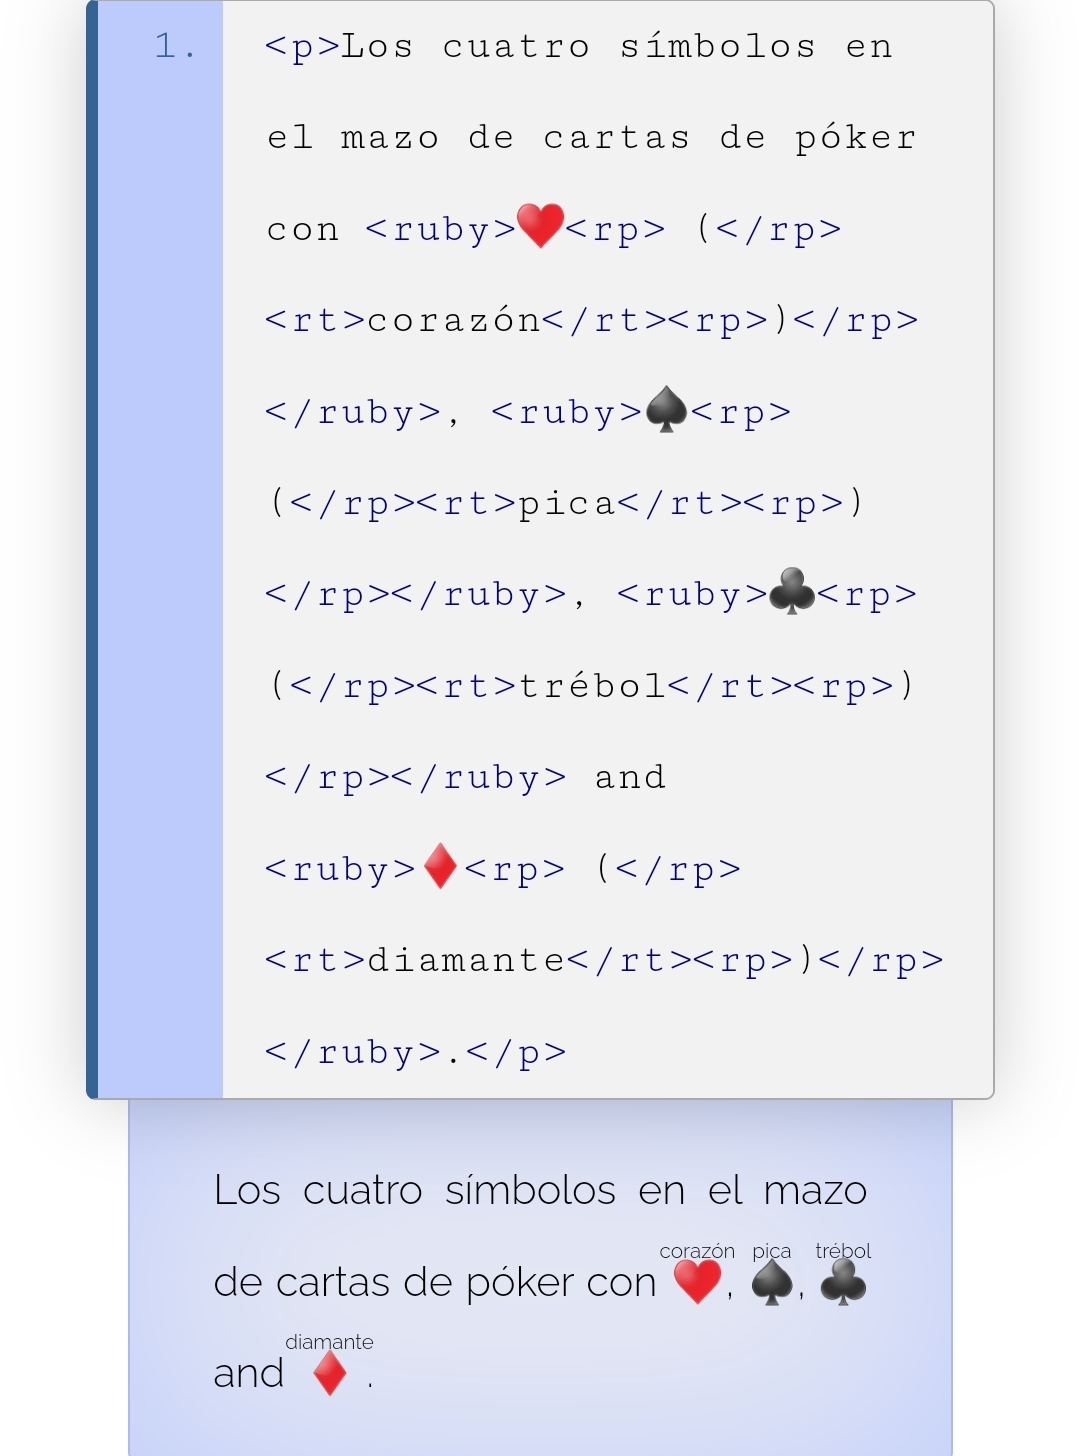 1. <p>Los cuatro símbolos en
el mazo de cartas de póker
con <ruby>♥️<rp> (</rp>
<rt>corazón</rt><rp>)</rp>
</ruby>, <ruby>♠️<rp>
(</rp><rt>pica</rt><rp>)
</rp></ruby>, <ruby>♣️<rp>
(</rp><rt>trébol</rt><rp>)
</rp></ruby> and
<ruby>♦️<rp> (</rp>
<rt>diamante</rt><rp>)</rp>
</ruby>.</p>
Los cuatro símbolos en el mazo
corazón pica trébol
de cartas de póker con ♥️, ♠️, ♣️
diamante
and ♦️ .